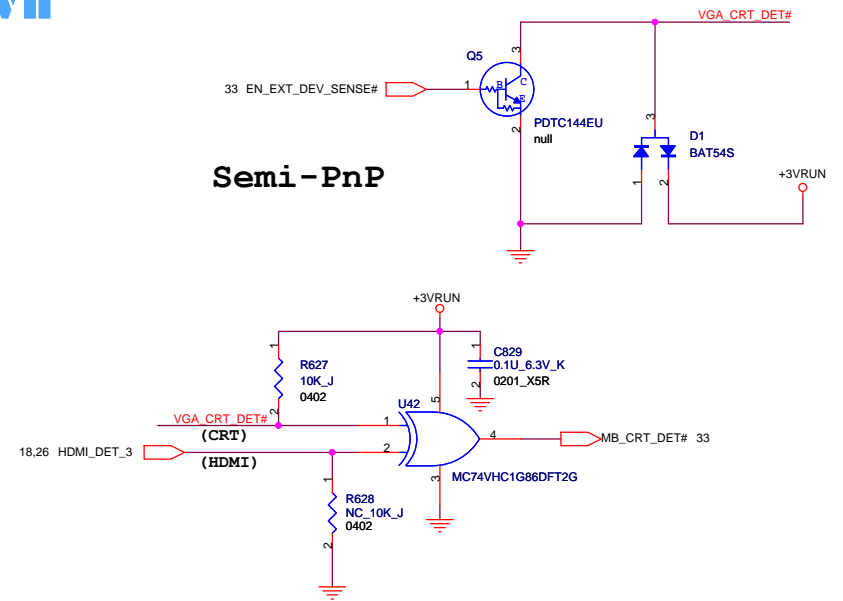 VGA_CRT_DET#
3
Q5
33 EN_EXT_DEV_SENSE#
1
B
C
E
PDTC144EU
null
2
3
D1
BAT54S
1
2
+3VRUN
Semi-PnP
+3VRUN
1
R627
10K_J
0402
2
1
C829
0.1U_6.3V_K
0201_X5R
2
U42
5
VGA_CRT_DET#
(CRT)
1
4
MB_CRT_DET# 33
18,26 HDMI_DET_3
(HDMI)
2
3
MC74VHC1G86DFT2G
1
R628
NC_10K_J
0402
2